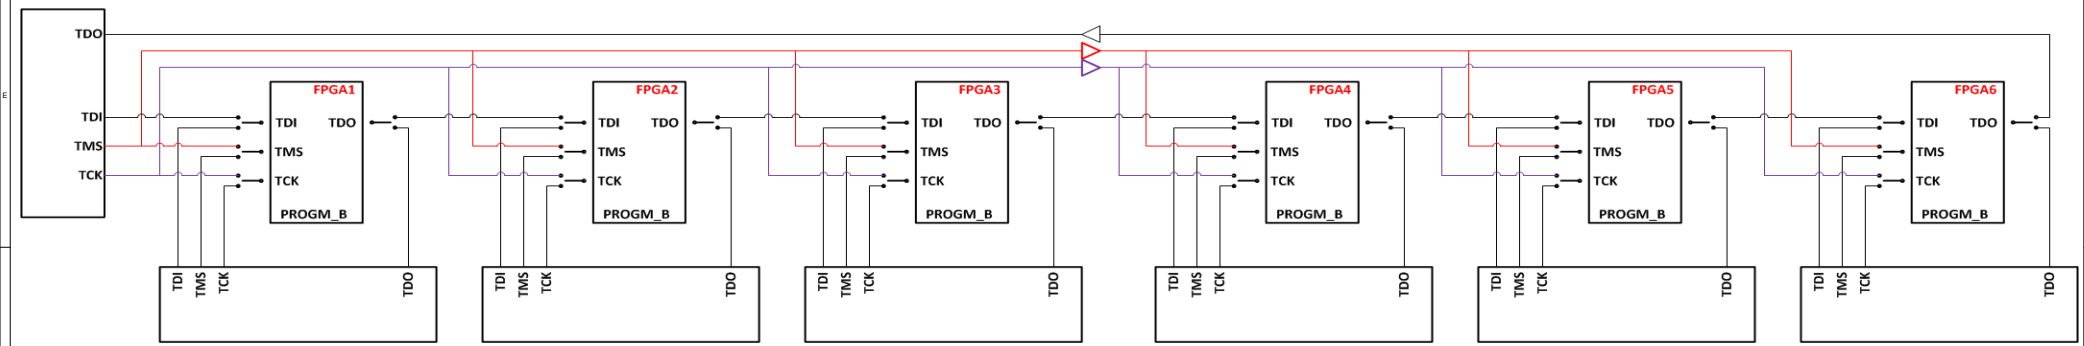 TDO
E
FPGA1 FPGA2 FPGA3 FPGA4 FPGA5 FPGA6
TDI
TDI TDO TDI TDO TDI TDO TDI TDO TDI TDO TDI TDO
TMS
TMS TMS TMS TMS TMS TMS
TCK
TCK TCK TCK TCK TCK TCK
PROGM_B PROGM_B PROGM_B PROGM_B PROGM_B PROGM_B
TDI TMS TCK TDO TDI TMS TCK TDO TDI TMS TCK TDO TDI TMS TCK TDO TDI TMS TCK TDO TDI TMS TCK TDO